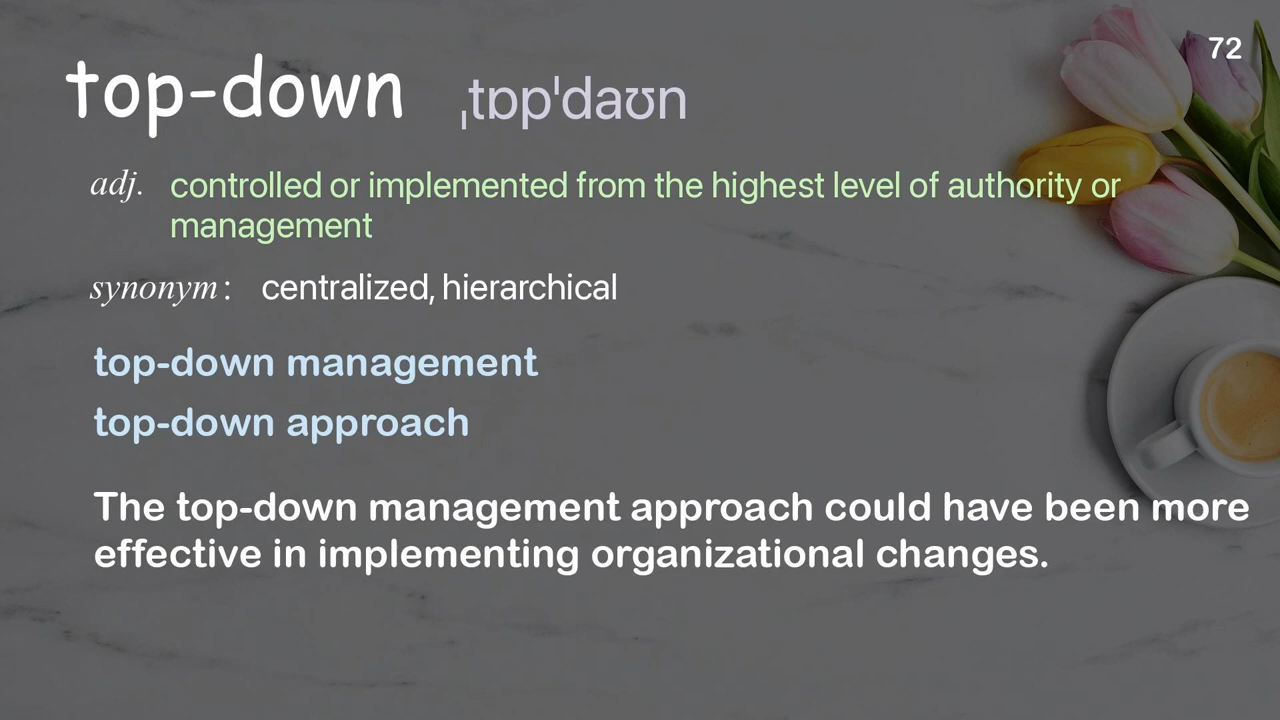 72
top-down ˌtɒpˈdaʊn
adj. controlled or implemented from the highest level of authority or
management
synonym : centralized, hierarchical
top-down management
top-down approach
The top-down management approach could have been more
effective in implementing organizational changes.